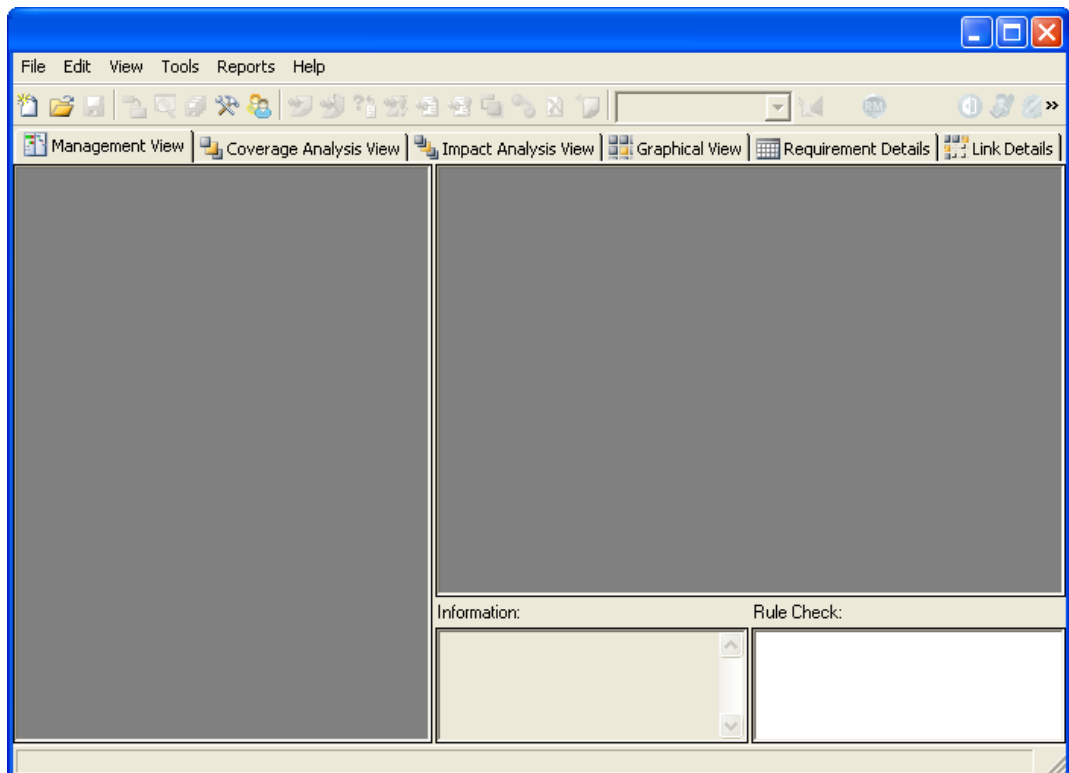 File Edit View Tools Reports Help
RM
Management View Coverage Analysis View Impact Analysis View Graphical View Requirement Details Link Details
Information: Rule Check: